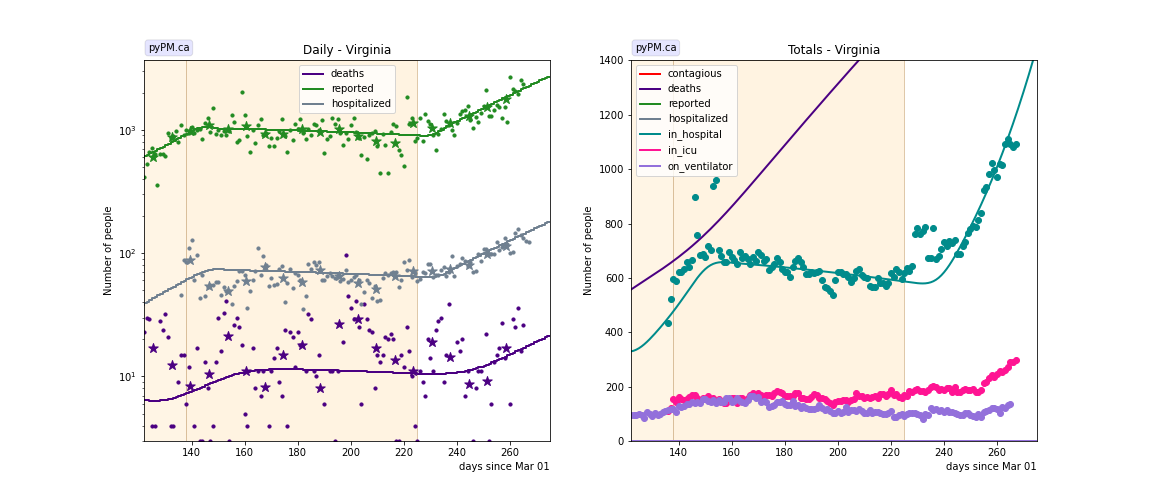 pyPM.ca
Daily - Virginia
deaths
reported
hospitalized
Number of people
10³
10²
10¹
140 160 180 200 220 240 260
days since Mar 01
pyPM.ca
Totals - Virginia
contagious
deaths
reported
hospitalized
in_hospital
in_icu
on_ventilator
Number of people
1400
1200
1000
800
600
400
200
0
140 160 180 200 220 240 260
days since Mar 01